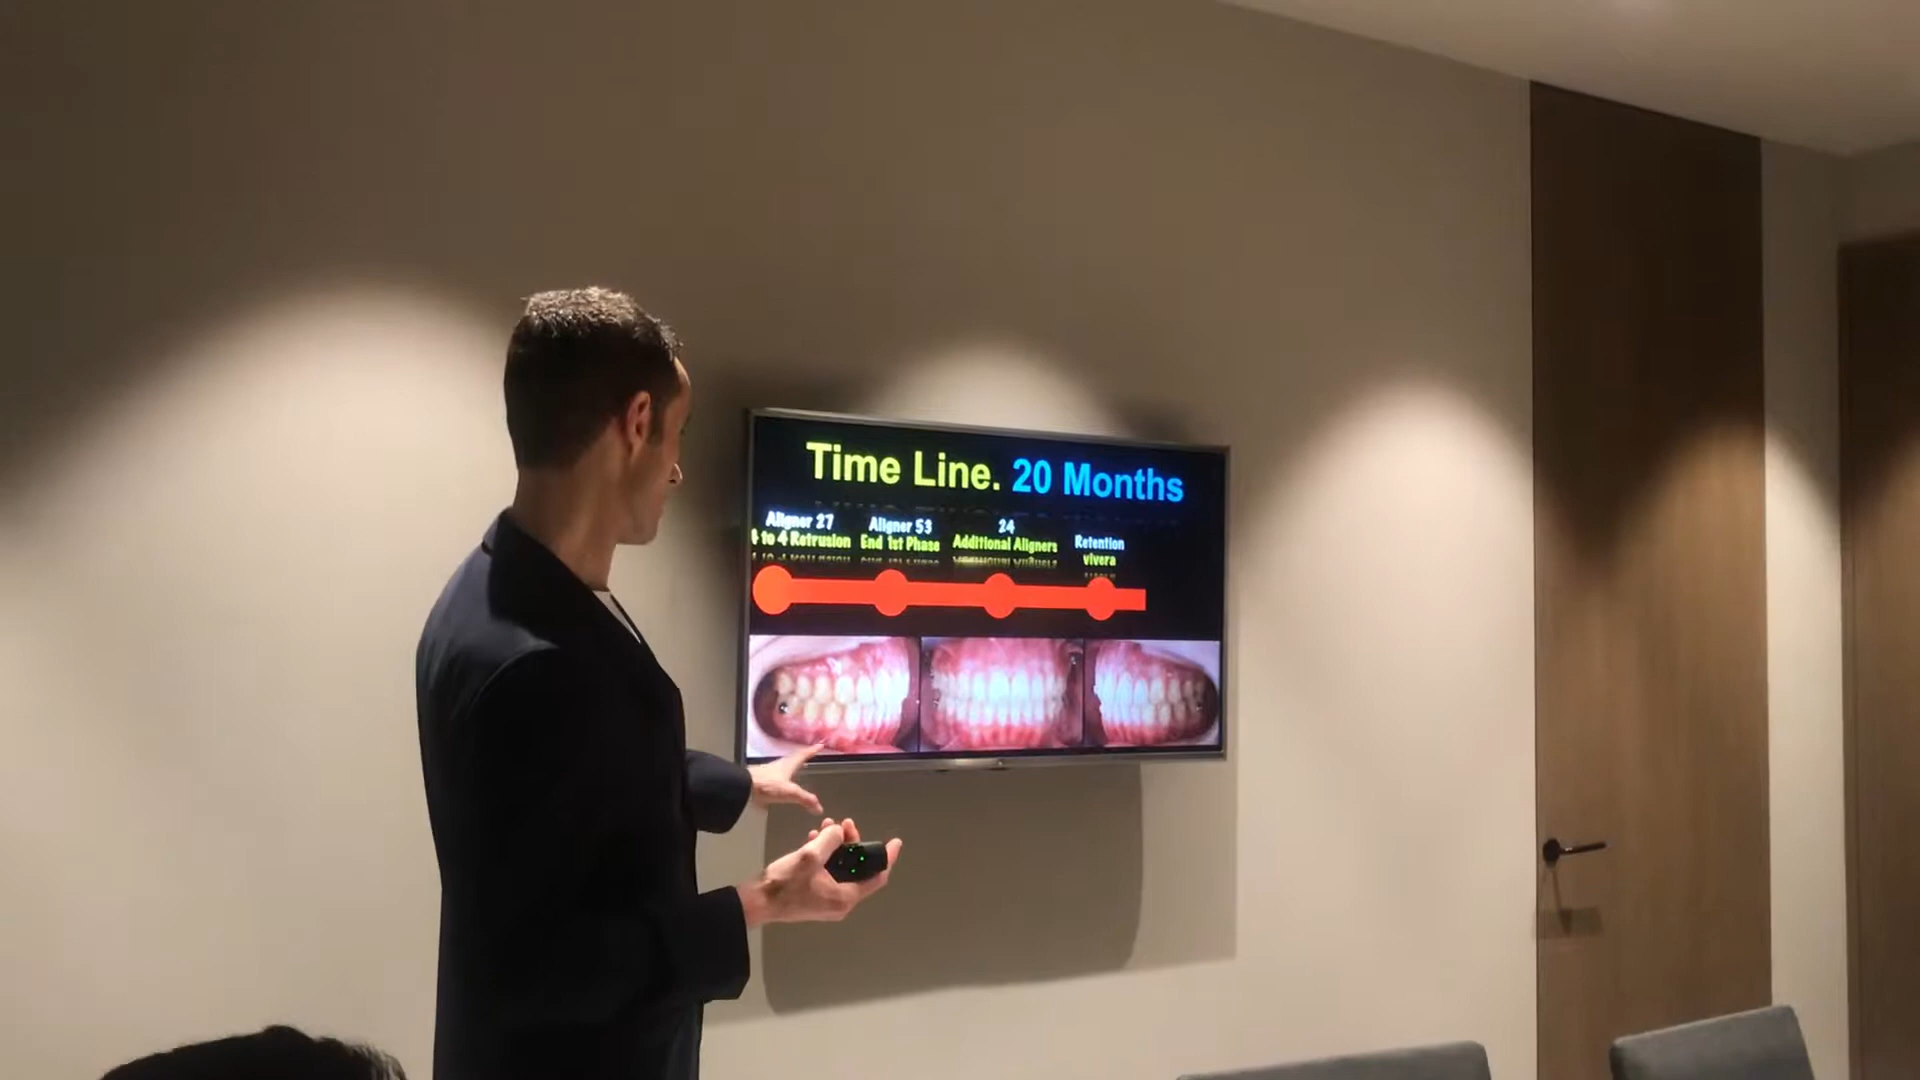 Time Line. 20 Months
Aligner 27
to 4 Retrusion
Aligner 53
End 1st Phase
24
Additional Aligners
Retention
vivera